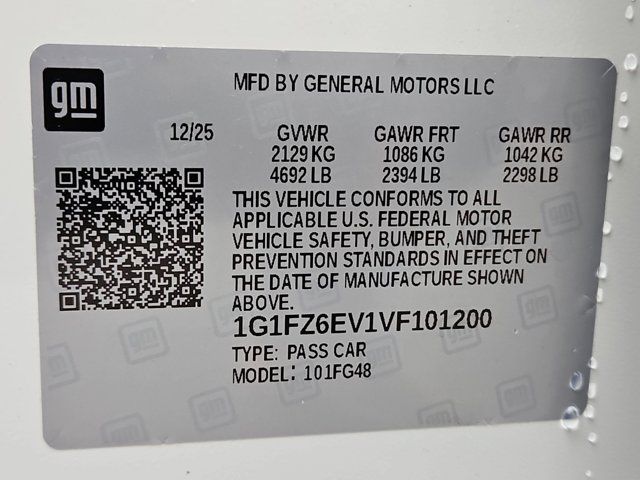 gm
MFD BY GENERAL MOTORS LLC
12/25 GVWR GAWR FRT GAWR RR
2129 KG 1086 KG 1042 KG
4692 LB 2394 LB 2298 LB
THIS VEHICLE CONFORMS TO ALL
APPLICABLE U.S. FEDERAL MOTOR
VEHICLE SAFETY, BUMPER, AND THEFT
PREVENTION STANDARDS IN EFFECT ON
THE DATE OF MANUFACTURE SHOWN
ABOVE.
1G1FZ6EV1VF101200
TYPE: PASS CAR
MODEL: 101FG48